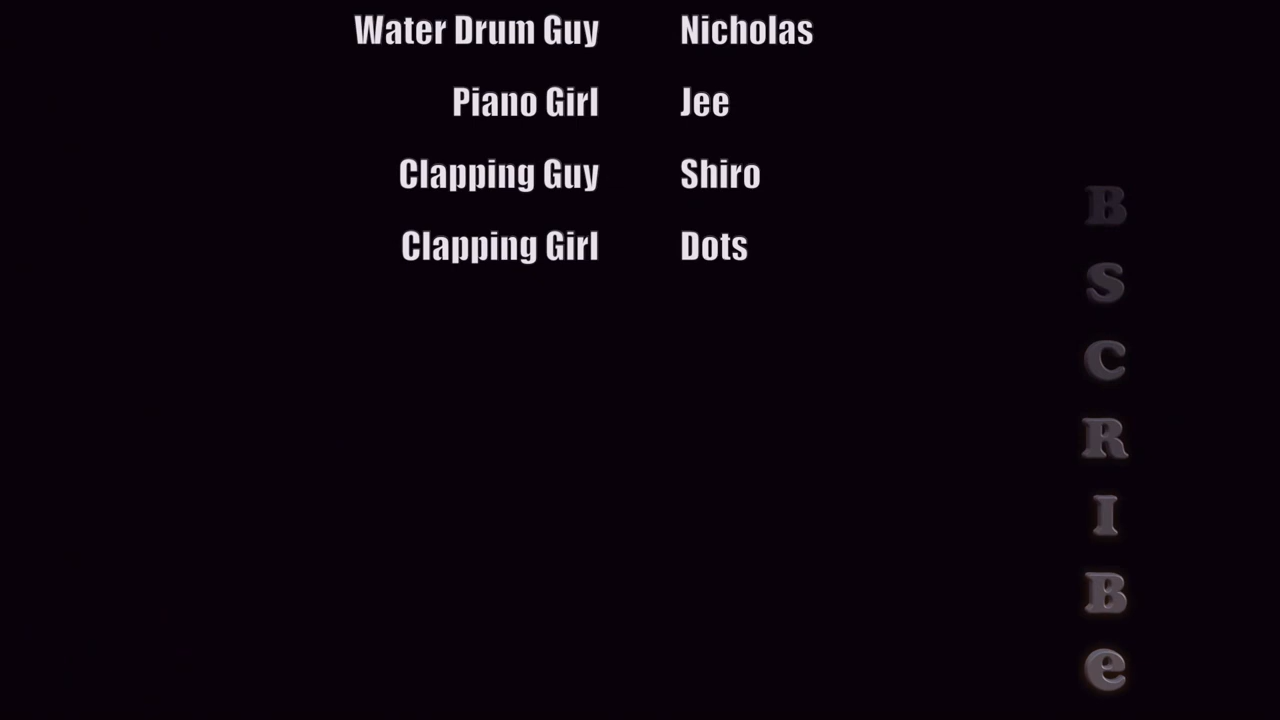 Water Drum Guy Nicholas
Piano Girl Jee
Clapping Guy Shiro
Clapping Girl Dots
B
S
C
R
I
B
e